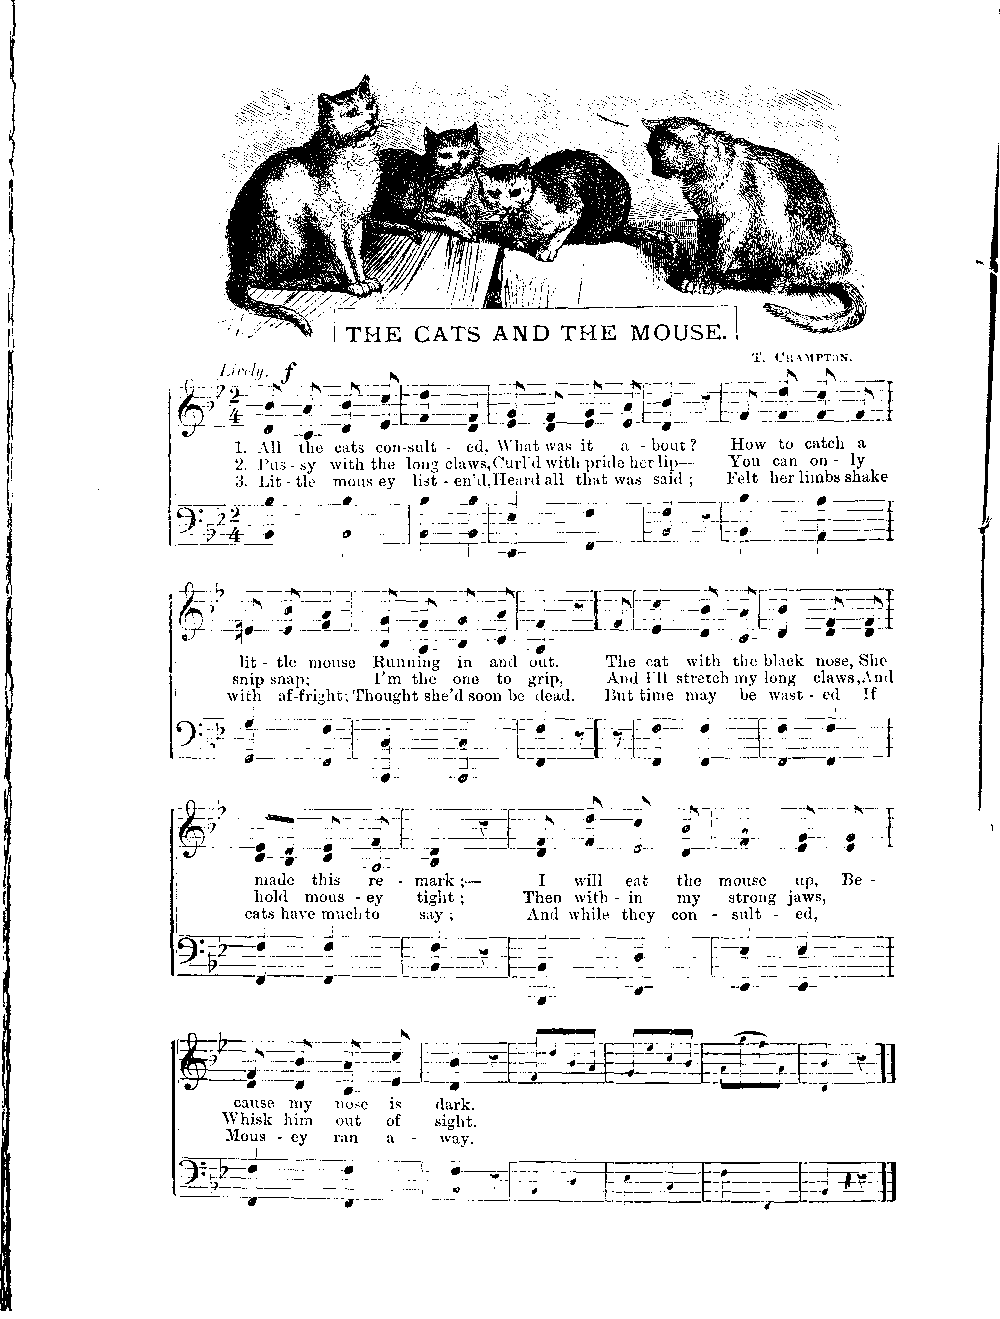 THE CATS AND THE MOUSE.
T. CRAMPTON.
Lively. f
1. All the cats con-sult - ed, What was it a - bout? How to catch a
2. Pus - sy with the long claws, Curl'd with pride her lip— You can on - ly
3. Lit - tle mous ey list - en'd, Heard all that was said ; Felt her limbs shake
lit - tle mouse Running in and out. The cat with the black nose, She
snip snap; I'm the one to grip, And I'll stretch my long claws, And
with af-fright; Thought she'd soon be dead. But time may be wast - ed If
made this re - mark ;— I will eat the mouse up, Be -
hold mous - ey tight ; Then with - in my strong jaws,
cats have much to say ; And while they con - sult - ed,
cause my nose is dark.
Whisk him out of sight.
Mous - ey ran a - way.